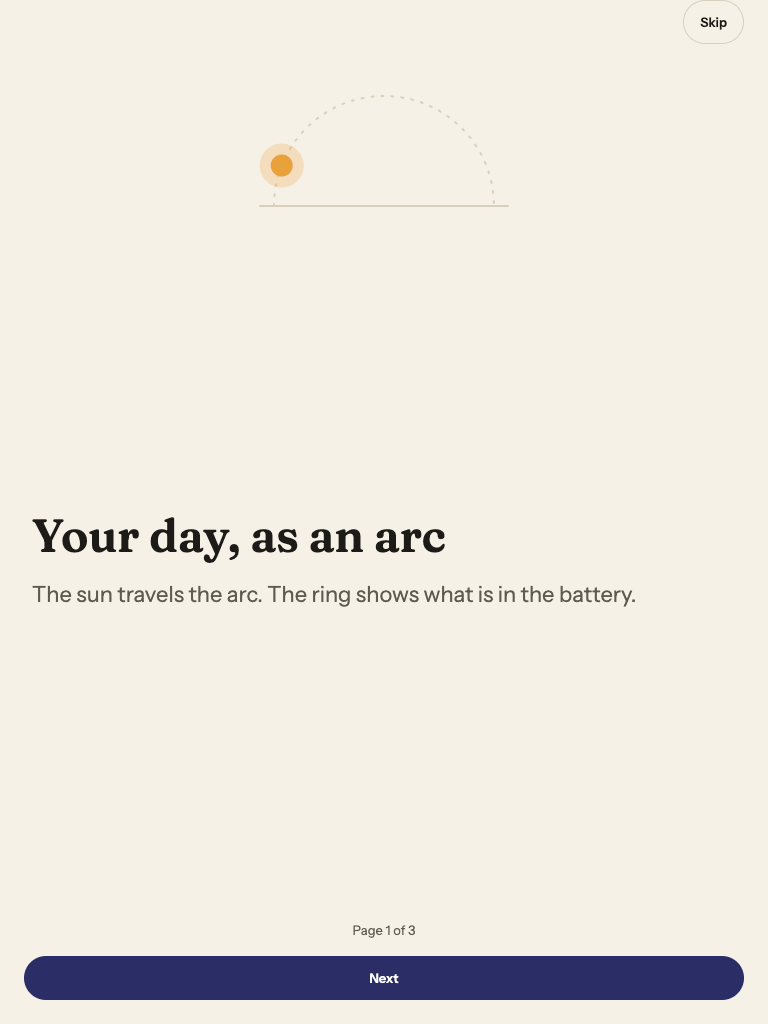 Skip
Your day, as an arc
The sun travels the arc. The ring shows what is in the battery.
Page 1 of 3
Next